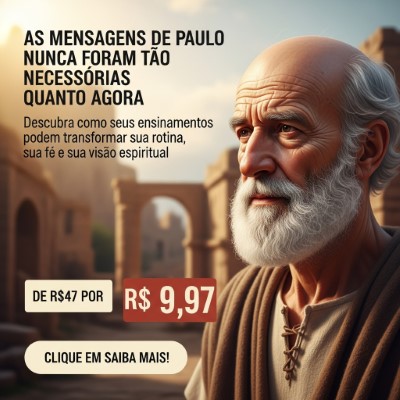 AS MENSAGENS DE PAULO
NUNCA FORAM TÃO
NECESSÓRIAS
QUANTO AGORA
Descubra como seus ensinamentos
podem transformar sua rotina,
sua fé e sua visão espiritual
DE R$47 POR
R$ 9,97
CLIQUE EM SAIBA MAIS!